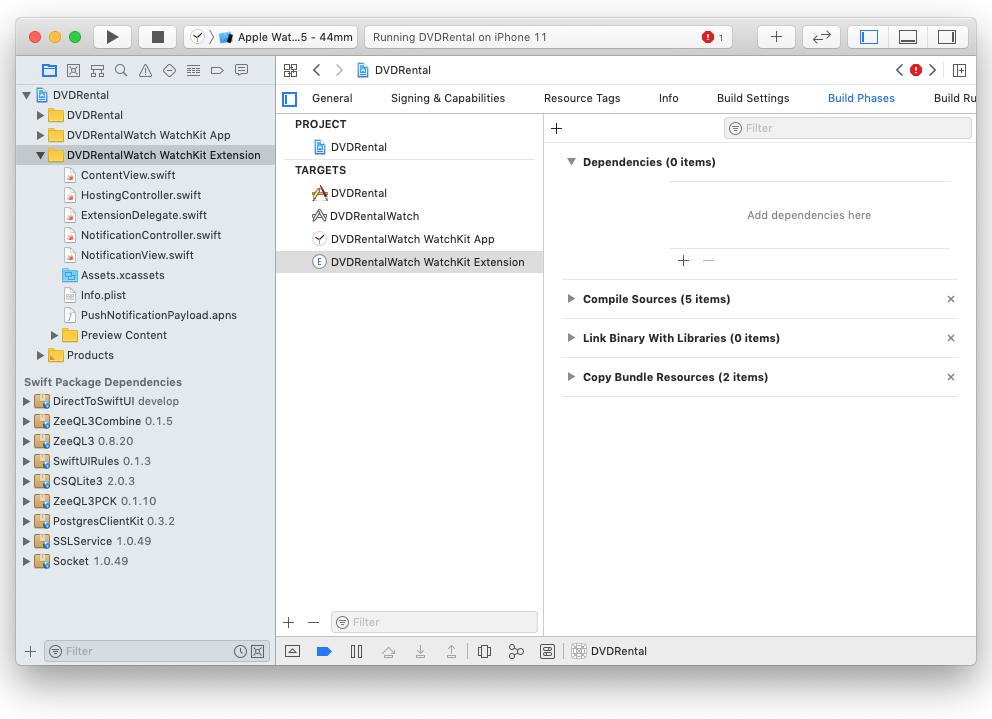 Apple Wat...5 - 44mm
Running DVDRental on iPhone 11
1
DVDRental
General
Signing & Capabilities
Resource Tags
Info
Build Settings
Build Phases
Build Ru
DVDRental
DVDRental
DVDRentalWatch WatchKit App
DVDRentalWatch WatchKit Extension
ContentView.swift
HostingController.swift
ExtensionDelegate.swift
NotificationController.swift
NotificationView.swift
Assets.xcassets
Info.plist
PushNotificationPayload.apns
Preview Content
Products
Swift Package Dependencies
DirectToSwiftUI develop
ZeeQL3Combine 0.1.5
ZeeQL3 0.8.20
SwiftUIRules 0.1.3
CSQLite3 2.0.3
ZeeQL3PCK 0.1.10
PostgresClientKit 0.3.2
SSLService 1.0.49
Socket 1.0.49
Filter
PROJECT
DVDRental
TARGETS
DVDRental
DVDRentalWatch
DVDRentalWatch WatchKit App
E
DVDRentalWatch WatchKit Extension
Filter
Filter
Dependencies (0 items)
Add dependencies here
Compile Sources (5 items)
Link Binary With Libraries (0 items)
Copy Bundle Resources (2 items)
DVDRental